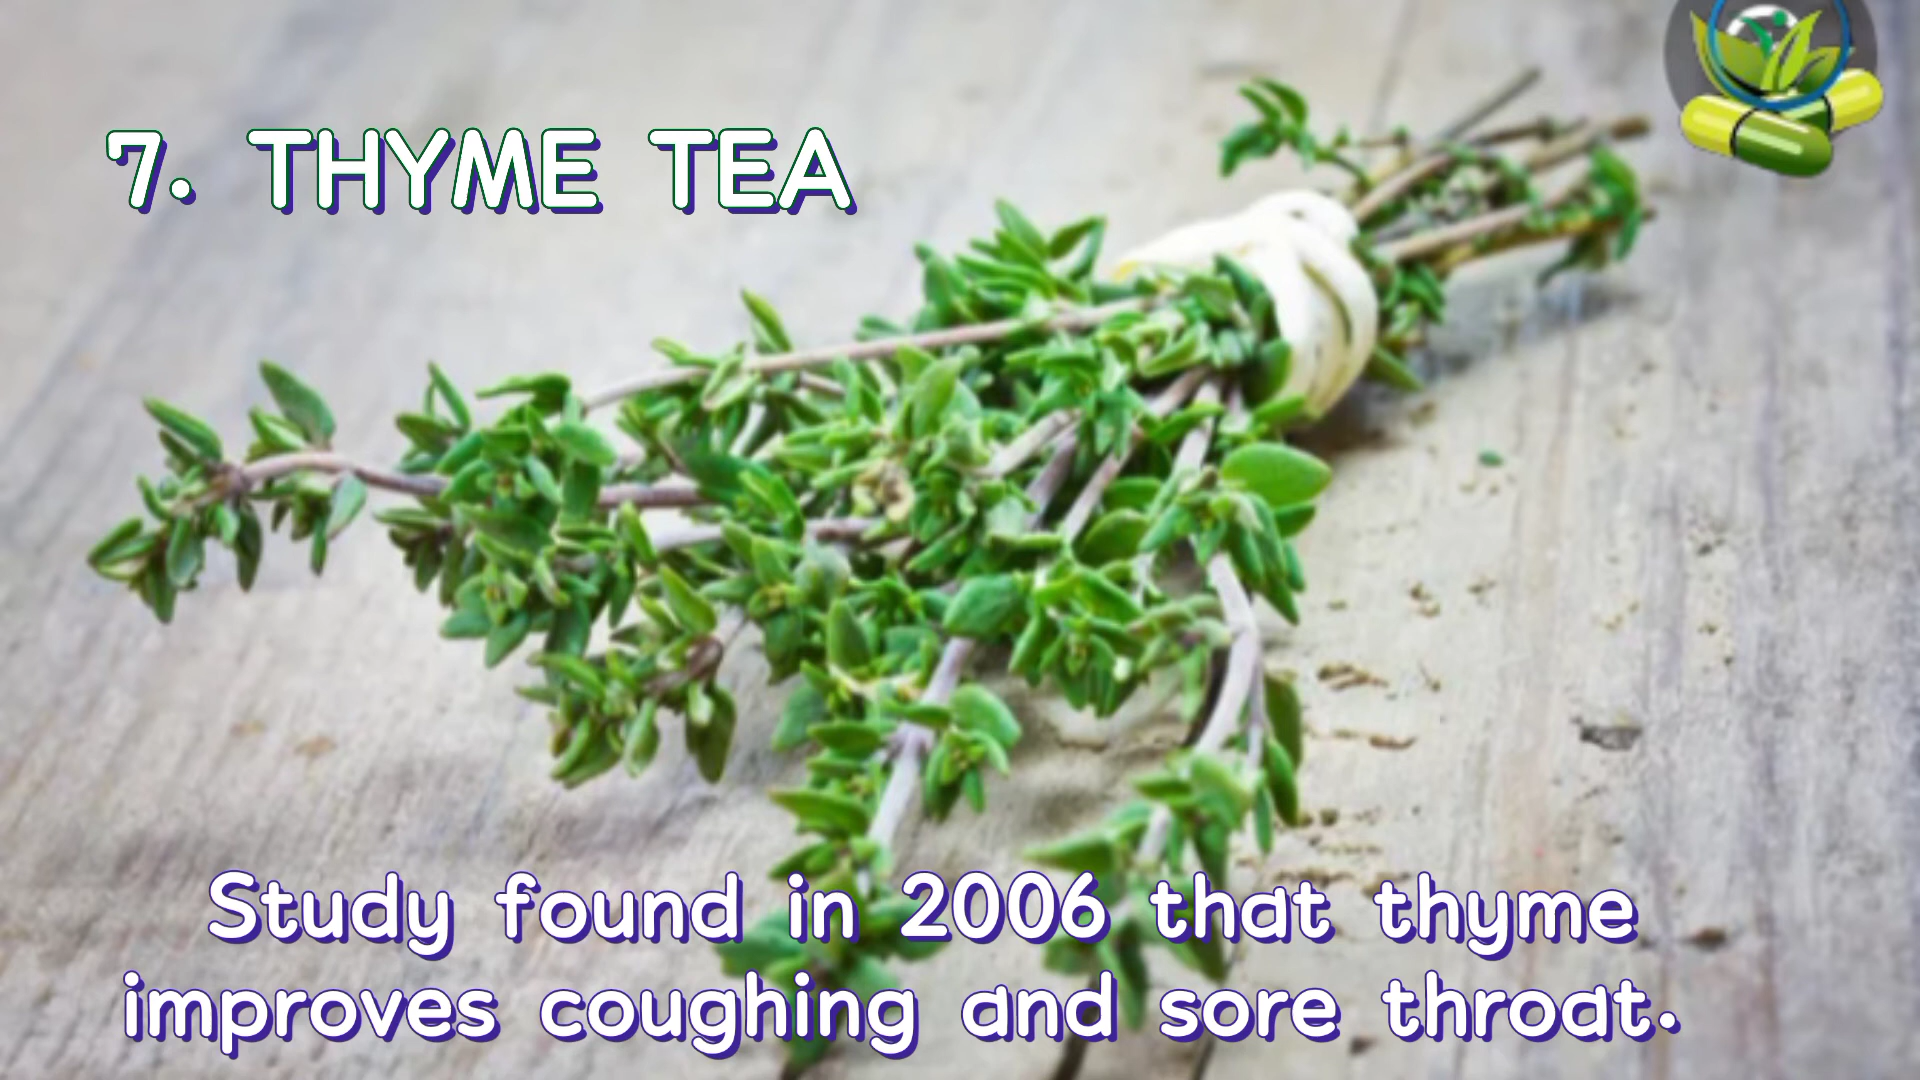 7. THYME TEA
Study found in 2006 that thyme
improves coughing and sore throat.